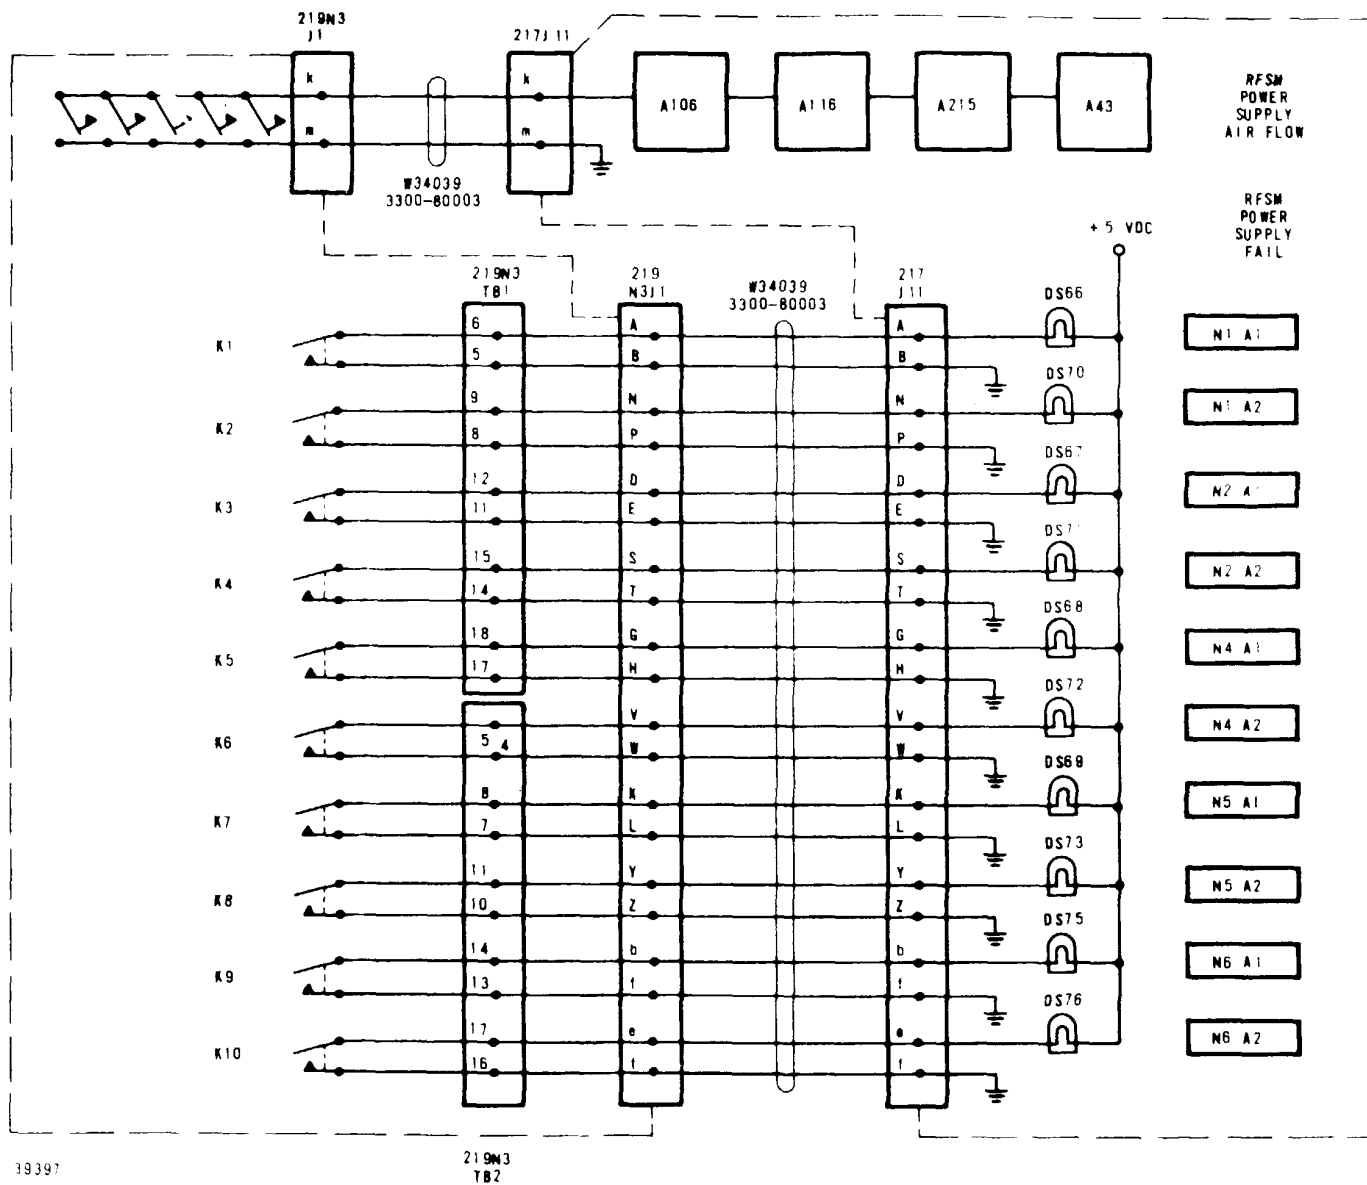 219N3
J1
217J11
k
k
m
m
A106
A116
A215
A43
RFSM
POWER
SUPPLY
AIR FLOW
W34039
3300-80003
RFSM
POWER
SUPPLY
FAIL
+5 VDC
219N3
TB1
219
N3J1
W34039
3300-80003
217
J11
DS66
K1
6
A
A
N1 A1
5
B
B
DS70
K2
9
N
N
N1 A2
8
P
P
DS67
K3
12
D
D
N2 A1
11
E
E
DS71
K4
15
S
S
N2 A2
14
T
T
DS68
K5
18
G
G
N4 A1
17
H
H
DS72
K6
5
V
V
N4 A2
4
W
W
DS69
K7
8
K
K
N5 A1
7
L
L
DS73
K8
11
Y
Y
N5 A2
10
Z
Z
DS75
K9
14
b
b
N6 A1
13
DS76
K10
17
e
e
N6 A2
16
39397
219N3
TB2